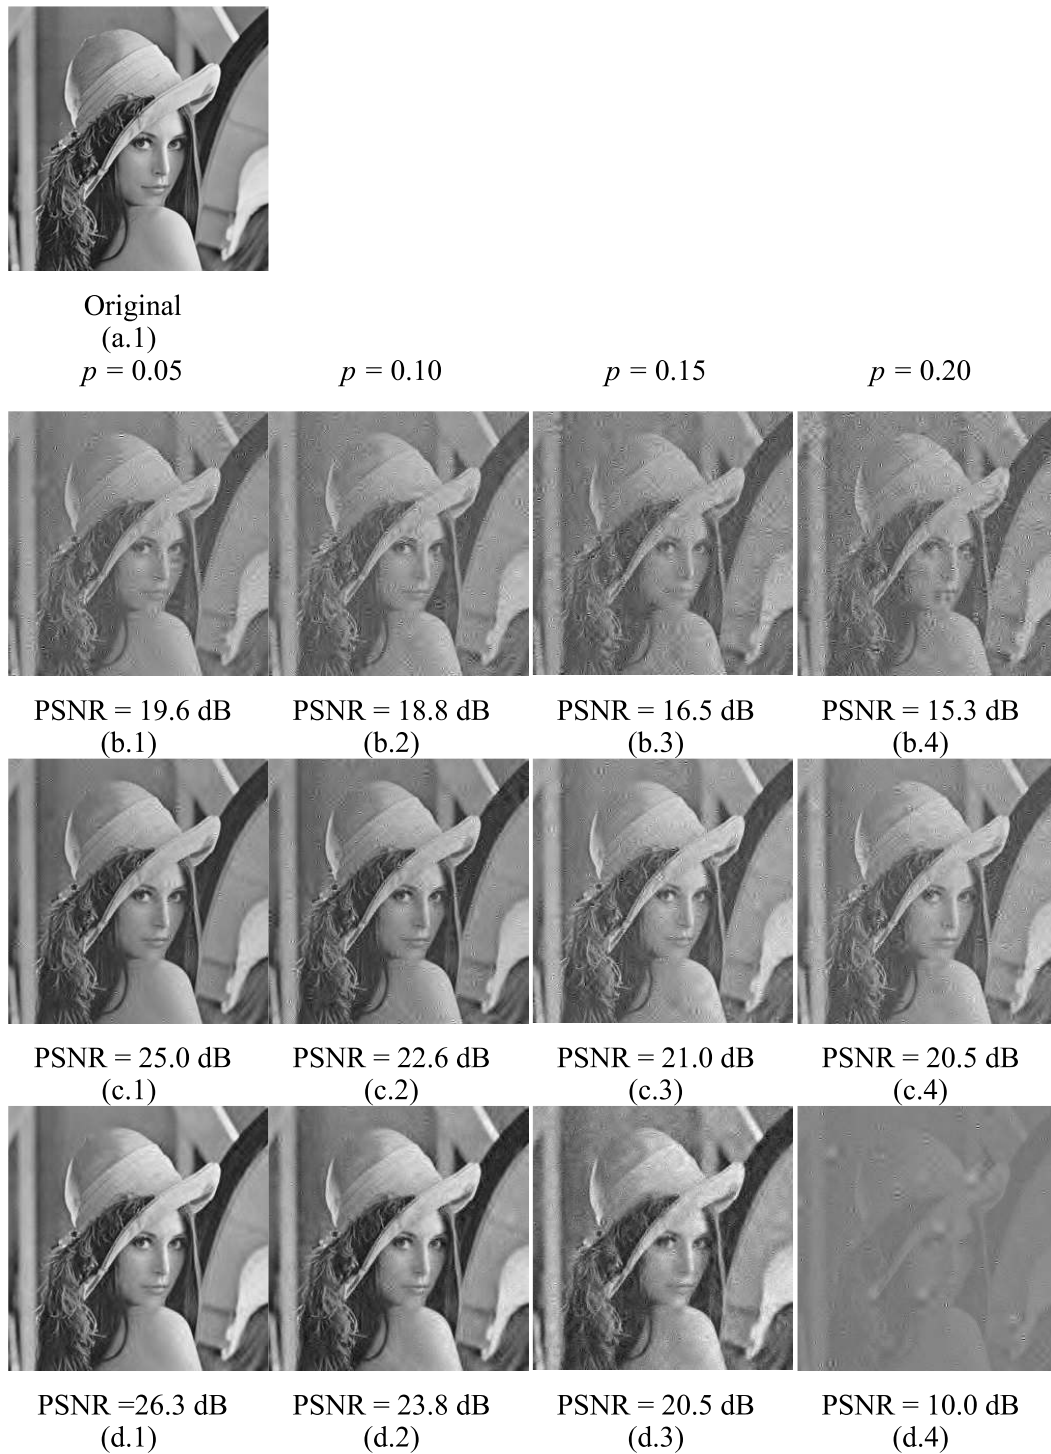 Original
(a.1)
p = 0.05 p = 0.10 p = 0.15 p = 0.20
PSNR = 19.6 dB PSNR = 18.8 dB PSNR = 16.5 dB PSNR = 15.3 dB
(b.1) (b.2) (b.3) (b.4)
PSNR = 25.0 dB PSNR = 22.6 dB PSNR = 21.0 dB PSNR = 20.5 dB
(c.1) (c.2) (c.3) (c.4)
PSNR =26.3 dB PSNR = 23.8 dB PSNR = 20.5 dB PSNR = 10.0 dB
(d.1) (d.2) (d.3) (d.4)